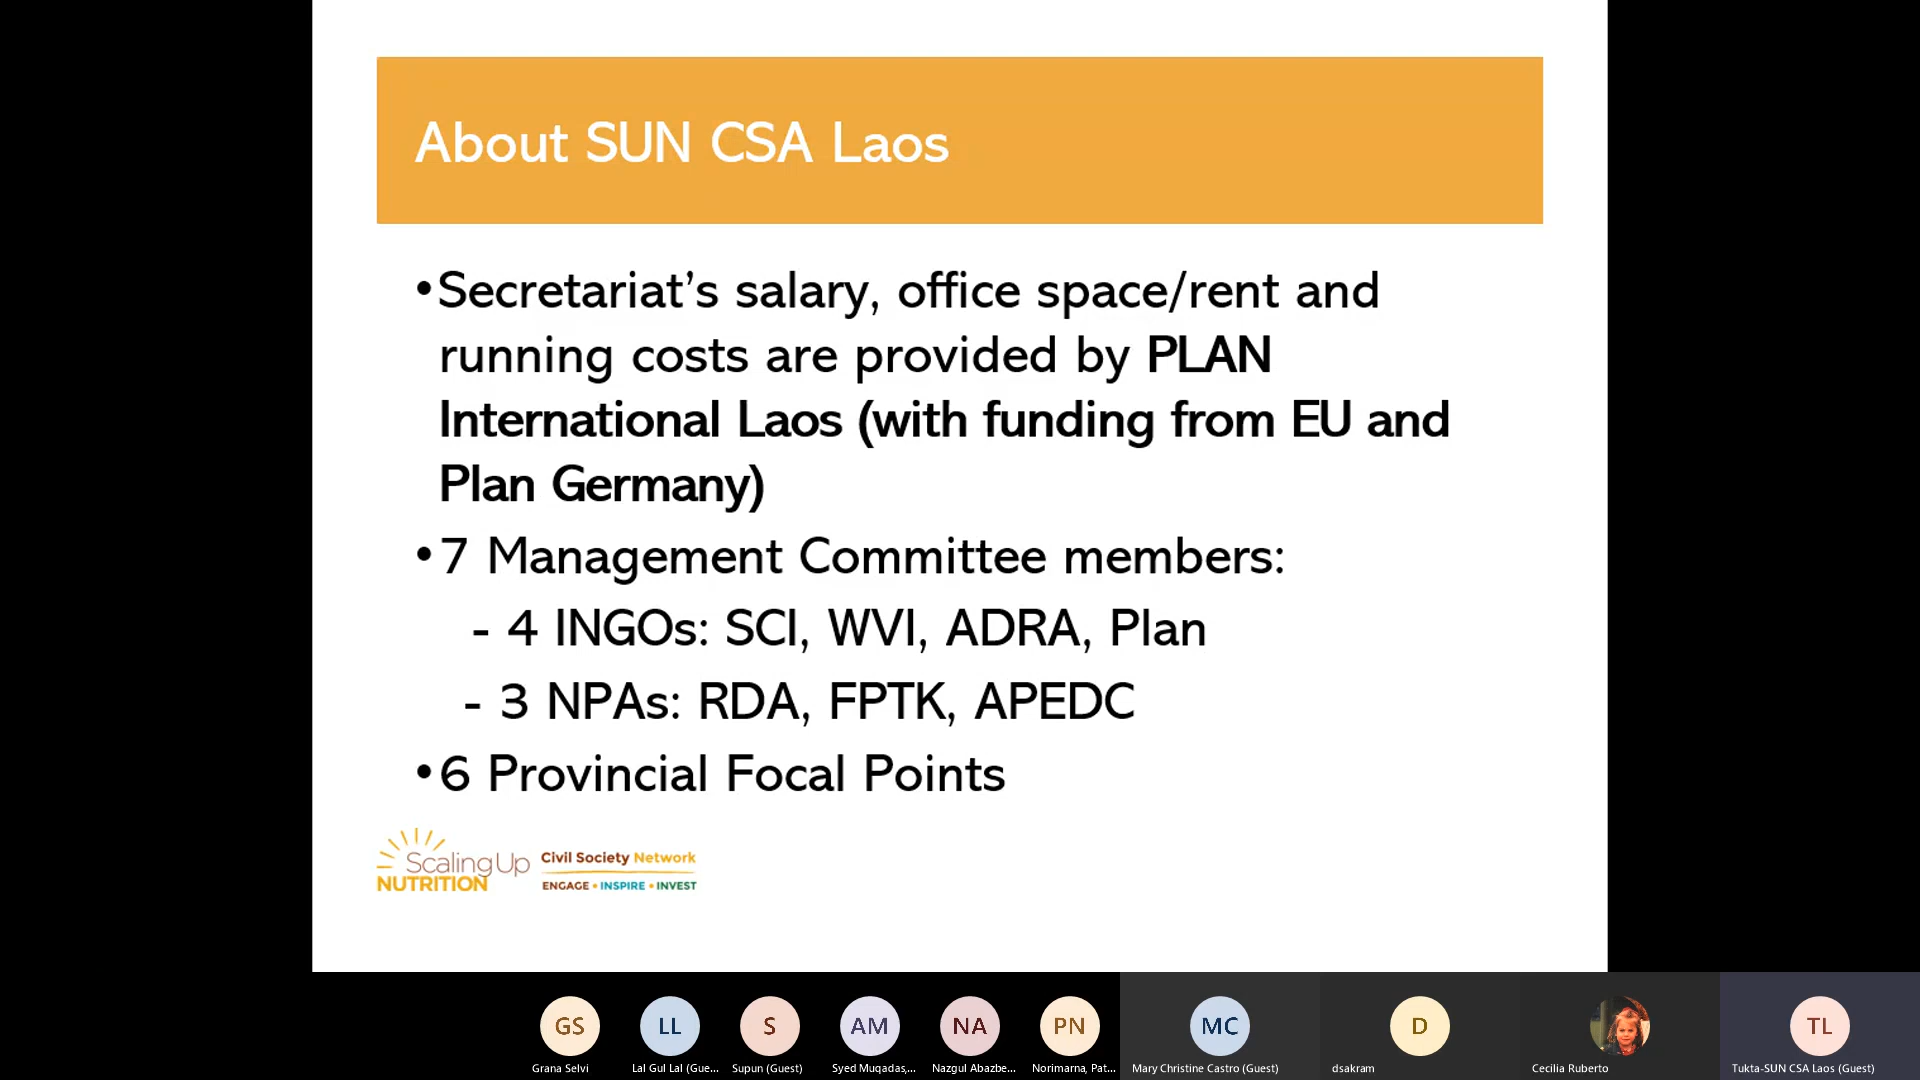 About SUN CSA Laos
•Secretariat’s salary, office space/rent and
running costs are provided by PLAN
International Laos (with funding from EU and
Plan Germany)
•7 Management Committee members:
- 4 INGOs: SCI, WVI, ADRA, Plan
- 3 NPAs: RDA, FPTK, APEDC
•6 Provincial Focal Points
Scaling Up
NUTRITION
Civil Society Network
ENGAGE • INSPIRE • INVEST
GS
LL
S
AM
NA
PN
MC
D
TL
Grana Selvi
Lal Gul Lal (Gue...
Supun (Guest)
Syed Muqadas,...
Nazgul Abazbe...
Norimarna, Pat...
Mary Christine Castro (Guest)
dsakram
Cecilia Ruberto
Tukta-SUN CSA Laos (Guest)